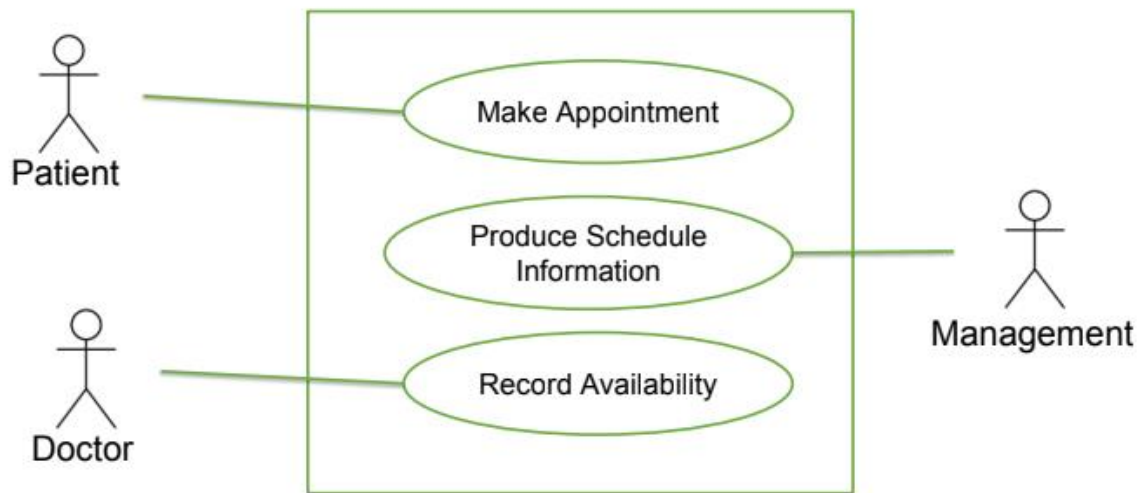 Make Appointment
Patient
Produce Schedule
Information
Management
Record Availability
Doctor